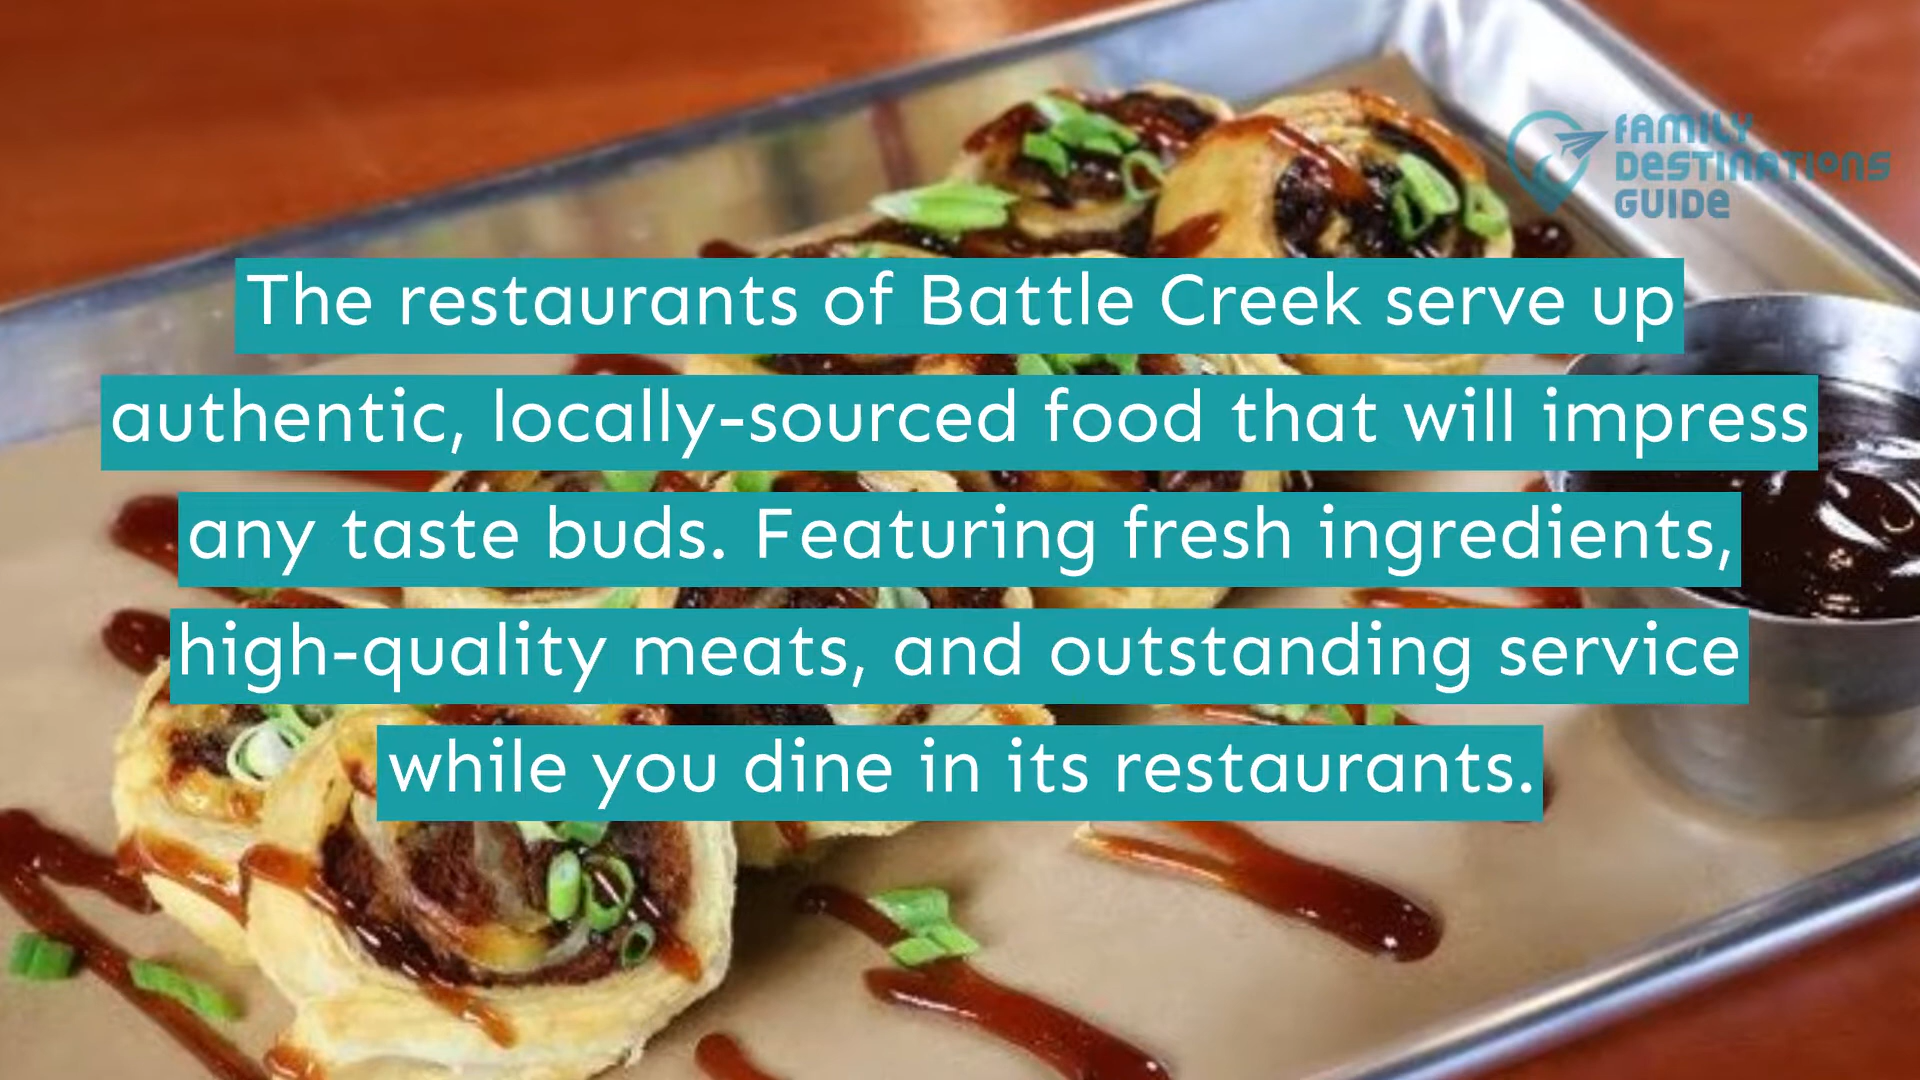 FAMILY
DESTINATIONS
GUIDE
The restaurants of Battle Creek serve up
authentic, locally-sourced food that will impress
any taste buds. Featuring fresh ingredients,
high-quality meats, and outstanding service
while you dine in its restaurants.